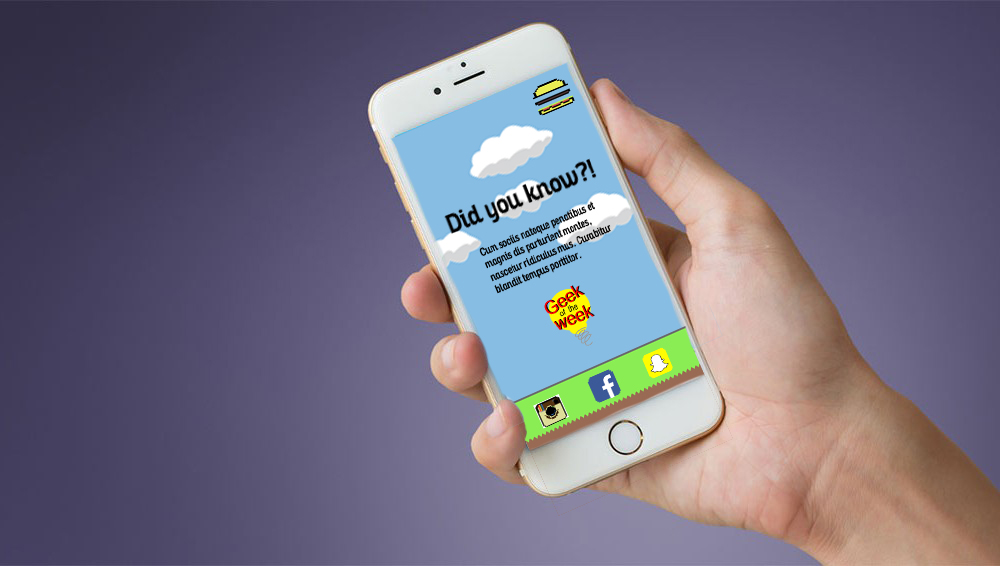 Did you know?!
Cum sociis natoque penatibus et
magnis dis parturient montes,
nascetur ridiculus mus. Curabitur
blandit tempus porttitor.
Geek
of the
week
f